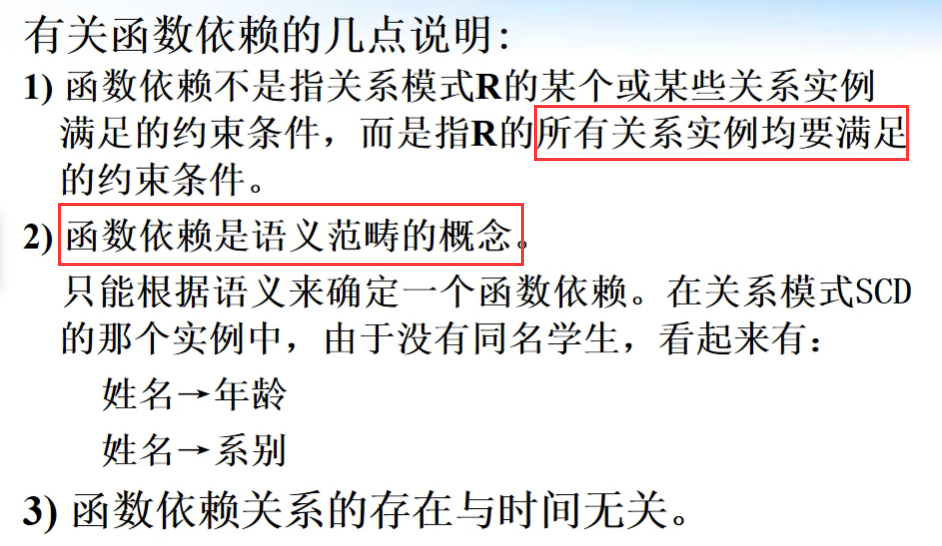 有关函数依赖的几点说明:
1) 函数依赖不是指关系模式R的某个或某些关系实例
满足的约束条件，而是指R的所有关系实例均要满足
的约束条件。
2) 函数依赖是语义范畴的概念。
只能根据语义来确定一个函数依赖。在关系模式SCD
的那个实例中，由于没有同名学生，看起来有：
姓名→年龄
姓名→系别
3) 函数依赖关系的存在与时间无关。